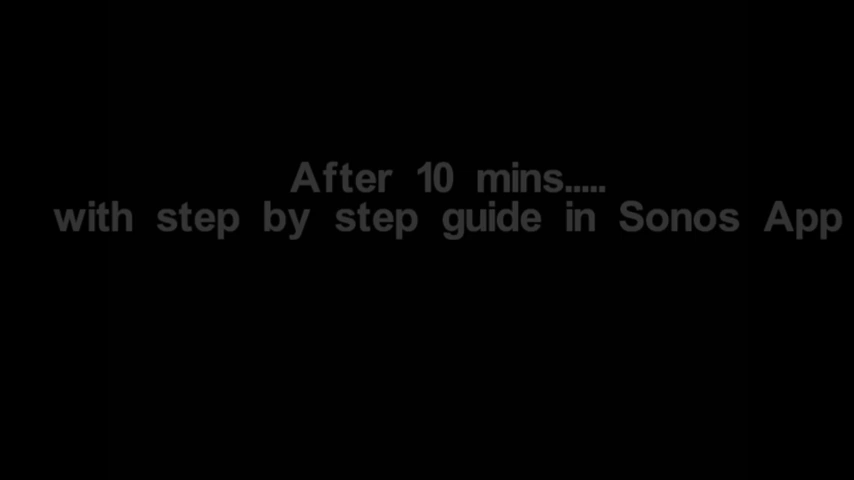 After 10 mins.....
with step by step guide in Sonos App